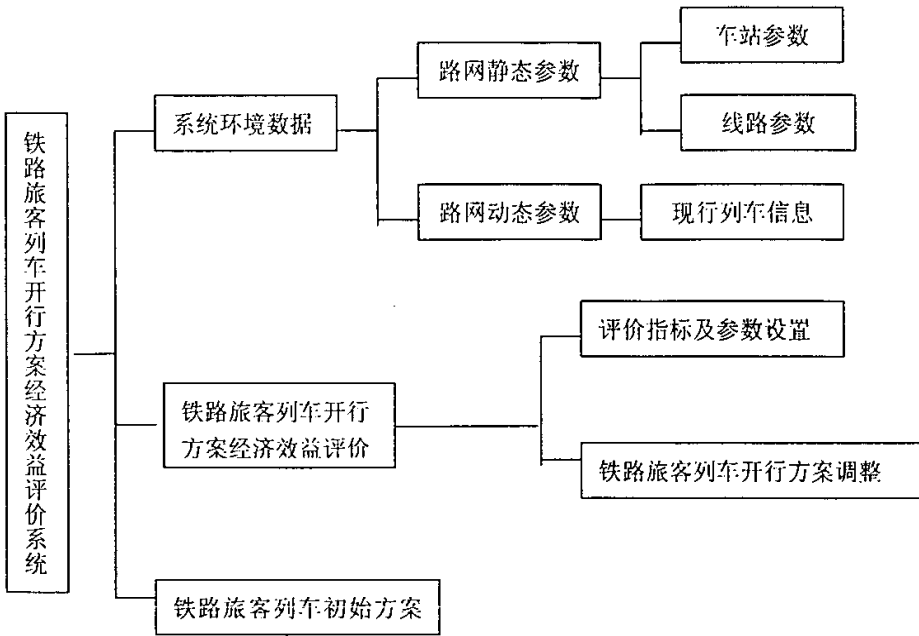 铁路旅客列车开行方案经济效益评价系统
系统环境数据
路网静态参数
车站参数
线路参数
路网动态参数
现行列车信息
铁路旅客列车开行
方案经济效益评价
评价指标及参数设置
铁路旅客列车开行方案调整
铁路旅客列车初始方案